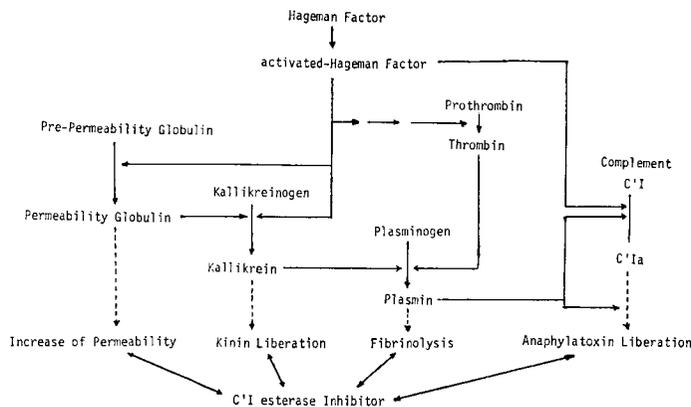 Hageman Factor
activated-Hageman Factor
Prothrombin
Pre-Permeability Globulin
Thrombin
Complement
C'I
Kallikreinogen
Permeability Globulin
Plasminogen
Kallikrein
C'Ia
Plasmin
Increase of Permeability
Kinin Liberation
Fibrinolysis
Anaphylatoxin Liberation
C'I esterase Inhibitor